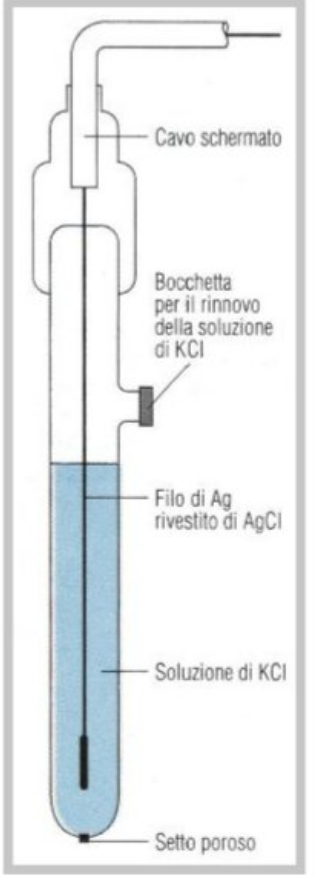 Cavo schermato
Bocchetta
per il rinnovo
della soluzione
di KCl
Filo di Ag
rivestito di AgCl
Soluzione di KCl
Setto poroso